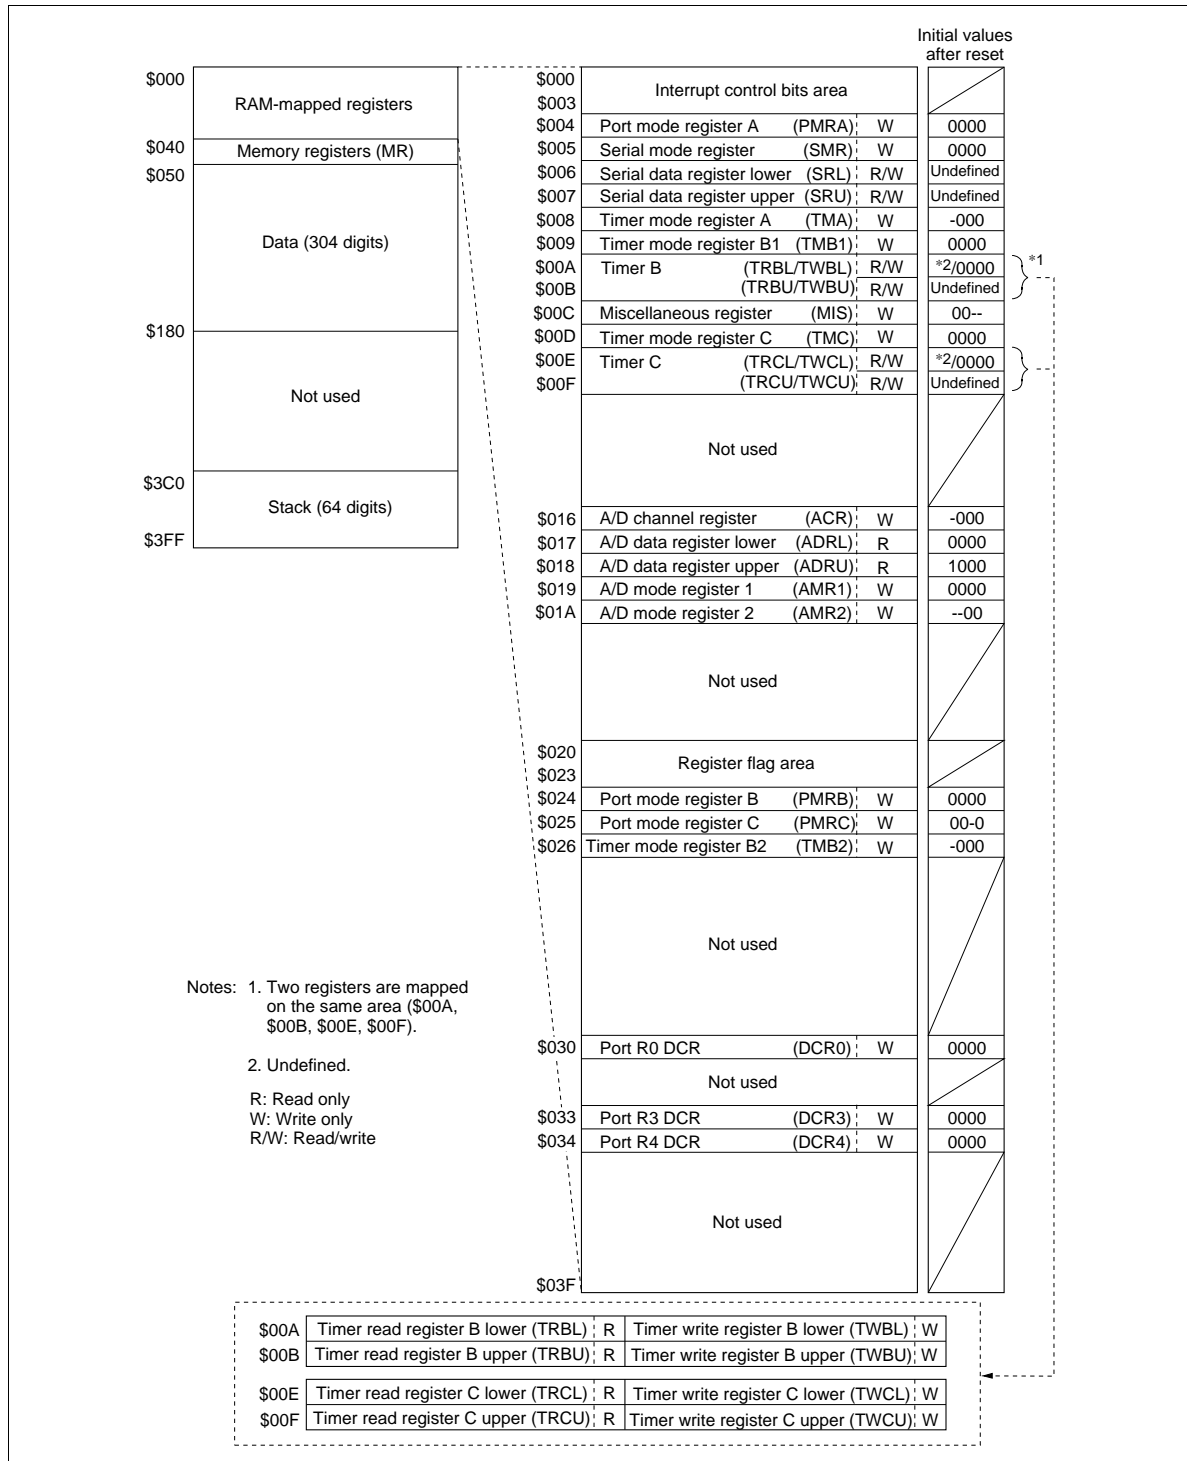 Initial values
after reset
$000
RAM-mapped registers
$040
Memory registers (MR)
$050
Data (304 digits)
$180
Not used
$3C0
Stack (64 digits)
$3FF
$000
Interrupt control bits area
$003
$004 Port mode register A (PMRA) W 0000
$005 Serial mode register (SMR) W 0000
$006 Serial data register lower (SRL) R/W Undefined
$007 Serial data register upper (SRU) R/W Undefined
$008 Timer mode register A (TMA) W -000
$009 Timer mode register B1 (TMB1) W 0000
$00A Timer B (TRBL/TWBL) R/W *2/0000 *1
$00B (TRBU/TWBU) R/W Undefined
$00C Miscellaneous register (MIS) W 00--
$00D Timer mode register C (TMC) W 0000
$00E Timer C (TRCL/TWCL) R/W *2/0000
$00F (TRCU/TWCU) R/W Undefined
Not used
$016 A/D channel register (ACR) W -000
$017 A/D data register lower (ADRL) R 0000
$018 A/D data register upper (ADRU) R 1000
$019 A/D mode register 1 (AMR1) W 0000
$01A A/D mode register 2 (AMR2) W --00
Not used
$020
Register flag area
$023
$024 Port mode register B (PMRB) W 0000
$025 Port mode register C (PMRC) W 00-0
$026 Timer mode register B2 (TMB2) W -000
Not used
$030 Port R0 DCR (DCR0) W 0000
Not used
$033 Port R3 DCR (DCR3) W 0000
$034 Port R4 DCR (DCR4) W 0000
Not used
$03F
Notes: 1. Two registers are mapped
on the same area ($00A,
$00B, $00E, $00F).
2. Undefined.
R: Read only
W: Write only
R/W: Read/write
$00A Timer read register B lower (TRBL) R Timer write register B lower (TWBL) W
$00B Timer read register B upper (TRBU) R Timer write register B upper (TWBU) W
$00E Timer read register C lower (TRCL) R Timer write register C lower (TWCL) W
$00F Timer read register C upper (TRCU) R Timer write register C upper (TWCU) W